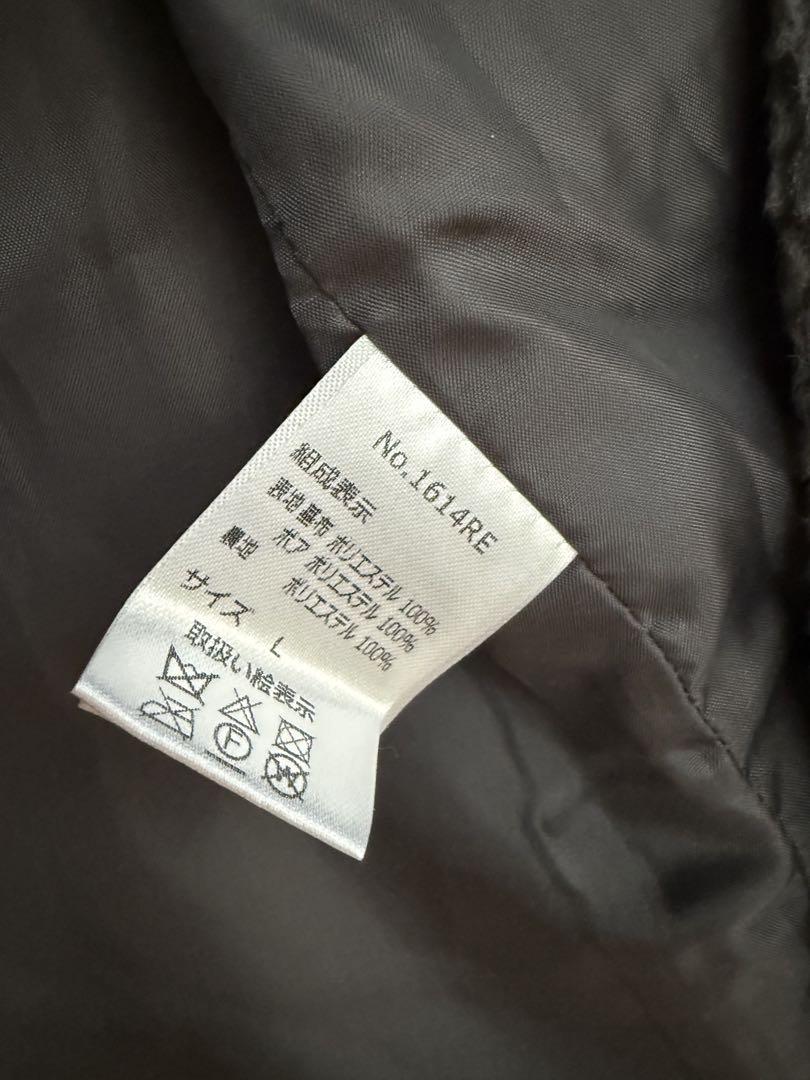 No.1614RE
組成表示
表地基布 ポリエステル 100%
ボア ポリエステル 100%
裏地 ポリエステル 100%
サイズ L
取扱い絵表示